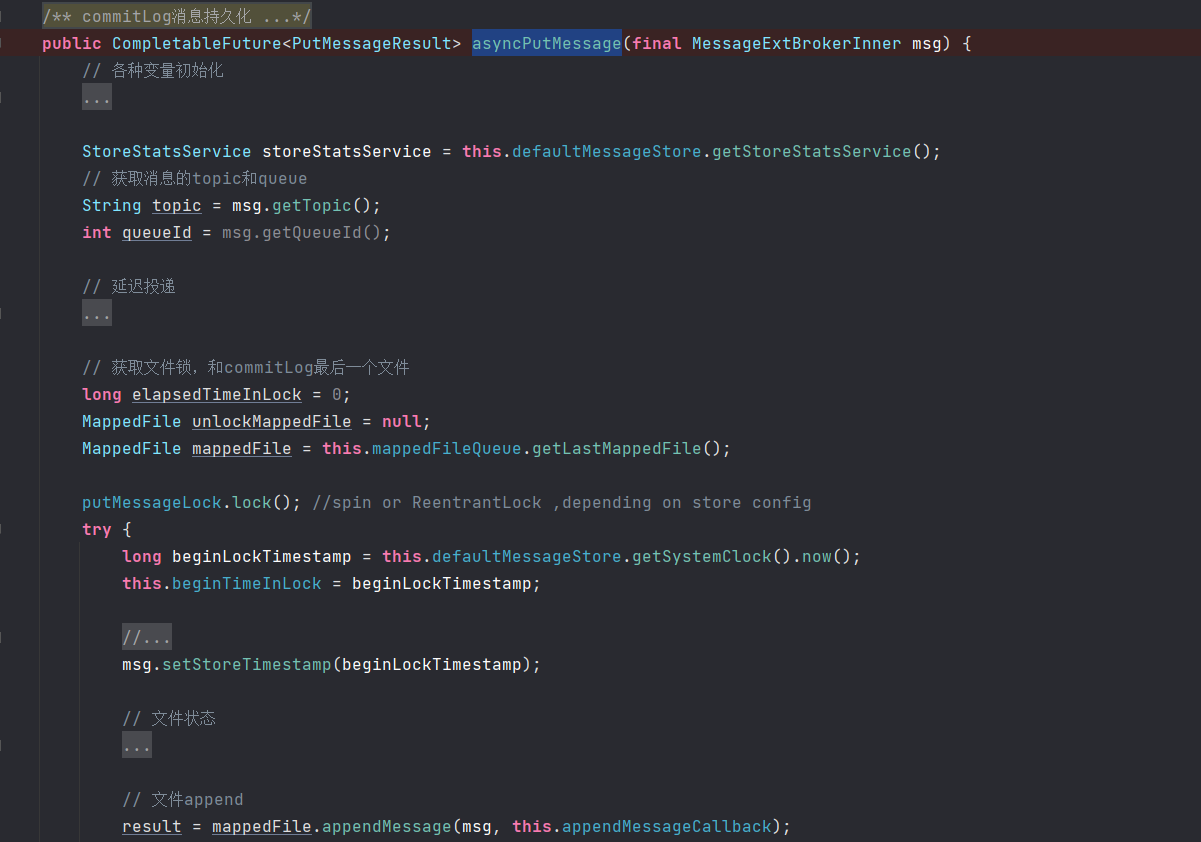 /** commitLog消息持久化 ...*/
public CompletableFuture<PutMessageResult> asyncPutMessage(final MessageExtBrokerInner msg) {
// 各种变量初始化
...
StoreStatsService storeStatsService = this.defaultMessageStore.getStoreStatsService();
// 获取消息的topic和queue
String topic = msg.getTopic();
int queueId = msg.getQueueId();
// 延迟投递
...
// 获取文件锁，和commitLog最后一个文件
long elapsedTimeInLock = 0;
MappedFile unlockMappedFile = null;
MappedFile mappedFile = this.mappedFileQueue.getLastMappedFile();
putMessageLock.lock(); //spin or ReentrantLock ,depending on store config
try {
long beginLockTimestamp = this.defaultMessageStore.getSystemClock().now();
this.beginTimeInLock = beginLockTimestamp;
//...
msg.setStoreTimestamp(beginLockTimestamp);
// 文件状态
...
// 文件append
result = mappedFile.appendMessage(msg, this.appendMessageCallback);